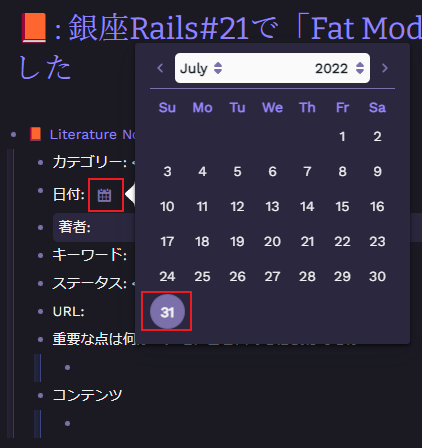 📕: 銀座Rails#21で「Fat Mod
した
July 2022
Su Mo Tu We Th Fr Sa
1 2
3 4 5 6 7 8 9
10 11 12 13 14 15 16
17 18 19 20 21 22 23
24 25 26 27 28 29 30
31
📕 Literature No
カテゴリー: <
日付:
著者:
キーワード:
ステータス: <
URL:
重要な点は何
コンテンツ